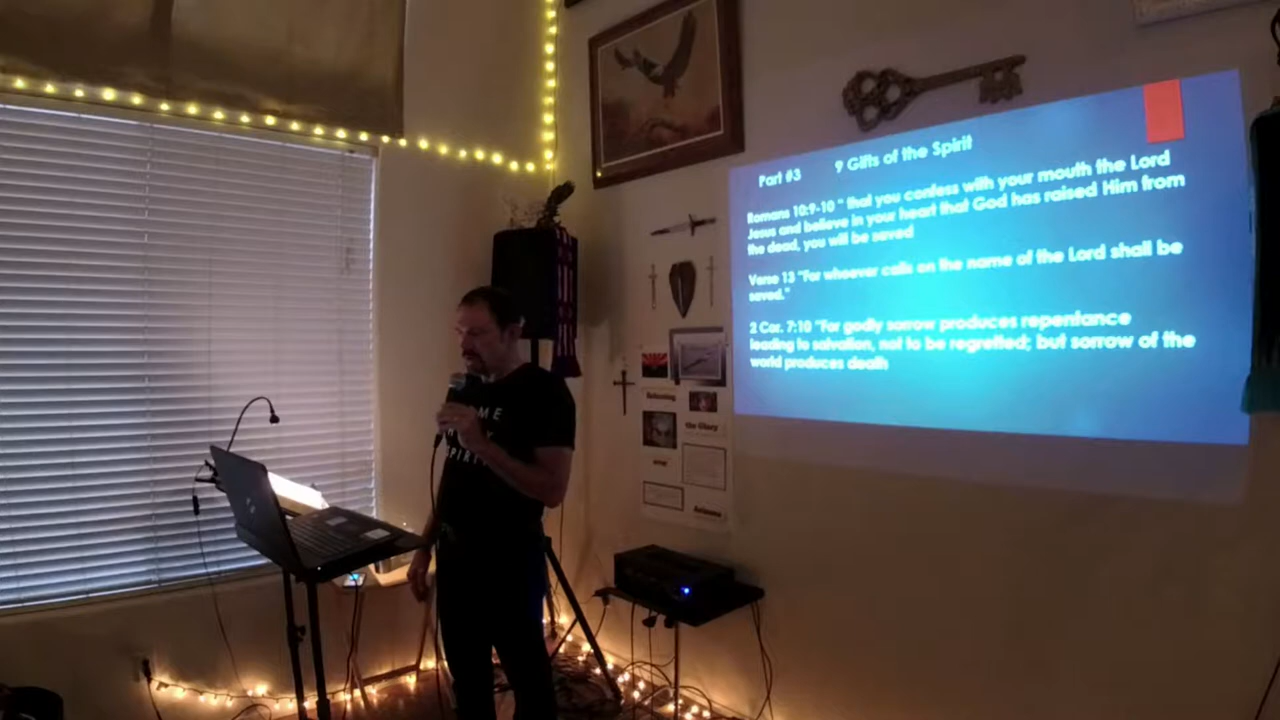 Part #3 9 Gifts of the Spirit
Romans 10:9-10 " that you confess with your mouth the Lord
Jesus and believe in your heart that God has raised Him from
the dead, you will be saved
Verse 13 "For whoever calls on the name of the Lord shall be
saved."
2 Cor. 7:10 "For godly sorrow produces repentance
leading to salvation, not to be regretted; but sorrow of the
world produces death
the Glory
Arizona